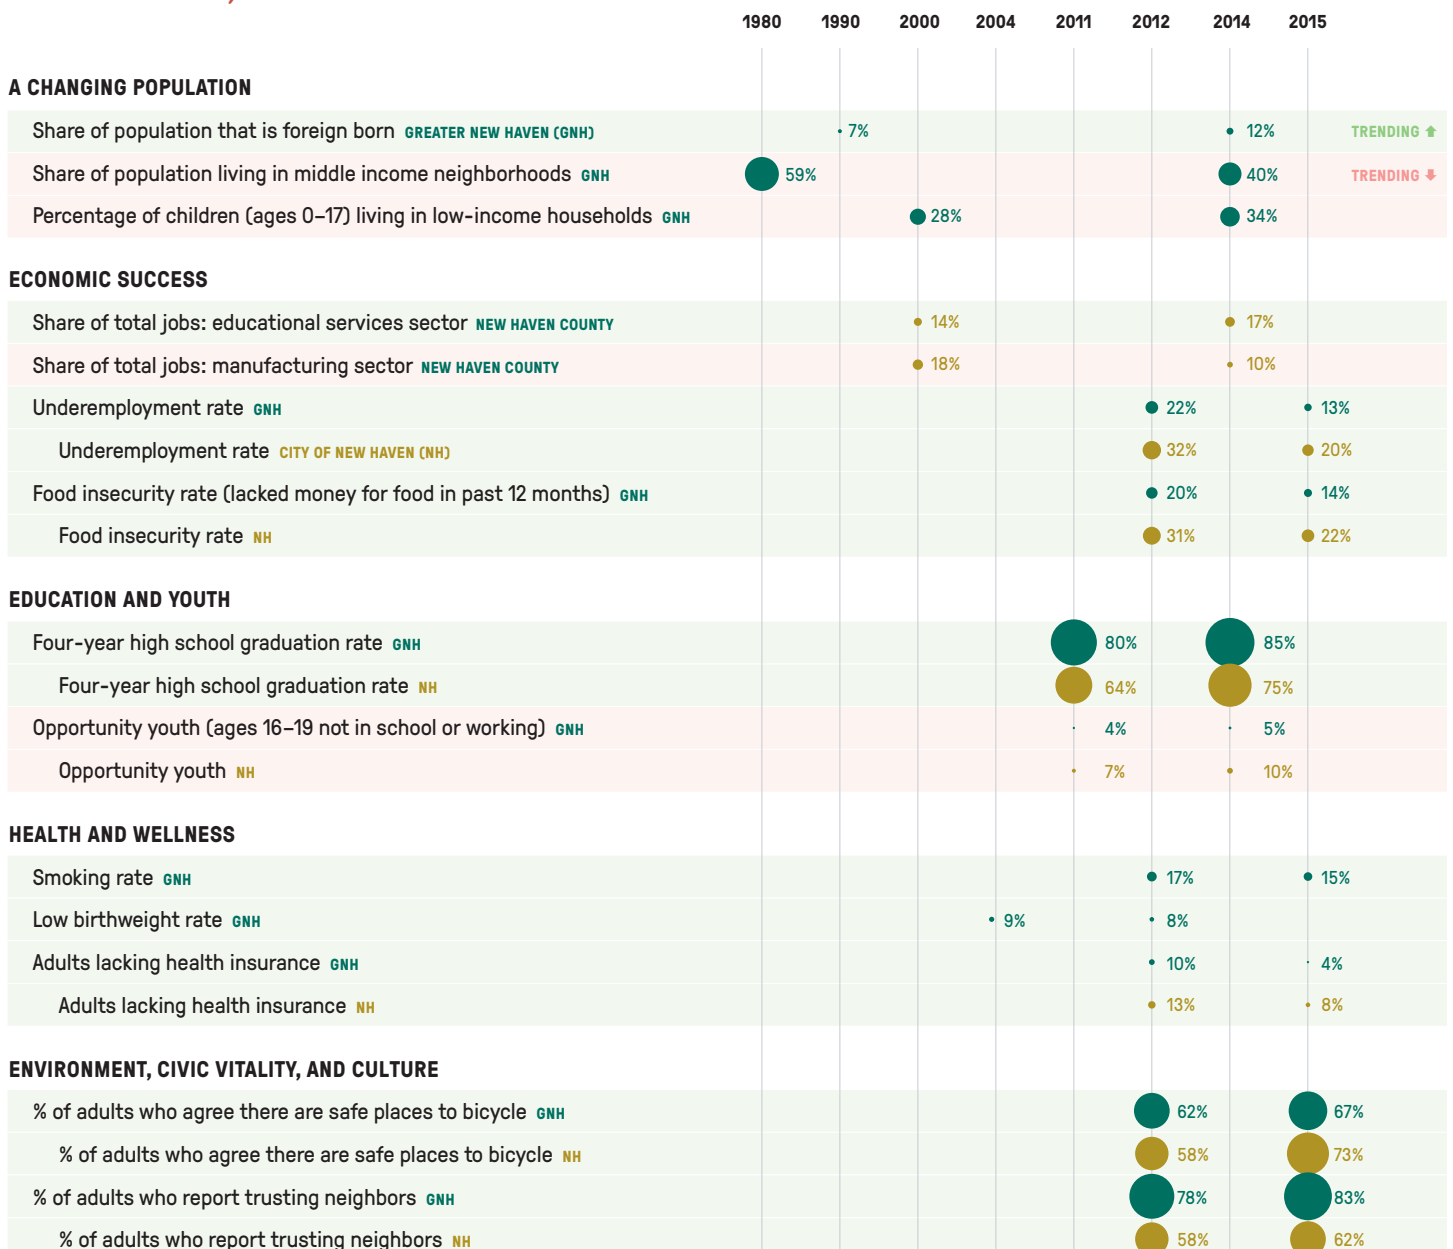 1980 1990 2000 2004 2011 2012 2014 2015
A CHANGING POPULATION
Share of population that is foreign born GREATER NEW HAVEN (GNH) 7% 12% TRENDING
Share of population living in middle income neighborhoods GNH 59% 40% TRENDING
Percentage of children (ages 0–17) living in low-income households GNH 28% 34%
ECONOMIC SUCCESS
Share of total jobs: educational services sector NEW HAVEN COUNTY 14% 17%
Share of total jobs: manufacturing sector NEW HAVEN COUNTY 18% 10%
Underemployment rate GNH 22% 13%
Underemployment rate CITY OF NEW HAVEN (NH) 32% 20%
Food insecurity rate (lacked money for food in past 12 months) GNH 20% 14%
Food insecurity rate NH 31% 22%
EDUCATION AND YOUTH
Four-year high school graduation rate GNH 80% 85%
Four-year high school graduation rate NH 64% 75%
Opportunity youth (ages 16–19 not in school or working) GNH 4% 5%
Opportunity youth NH 7% 10%
HEALTH AND WELLNESS
Smoking rate GNH 17% 15%
Low birthweight rate GNH 9% 8%
Adults lacking health insurance GNH 10% 4%
Adults lacking health insurance NH 13% 8%
ENVIRONMENT, CIVIC VITALITY, AND CULTURE
% of adults who agree there are safe places to bicycle GNH 62% 67%
% of adults who agree there are safe places to bicycle NH 58% 73%
% of adults who report trusting neighbors GNH 78% 83%
% of adults who report trusting neighbors NH 58% 62%